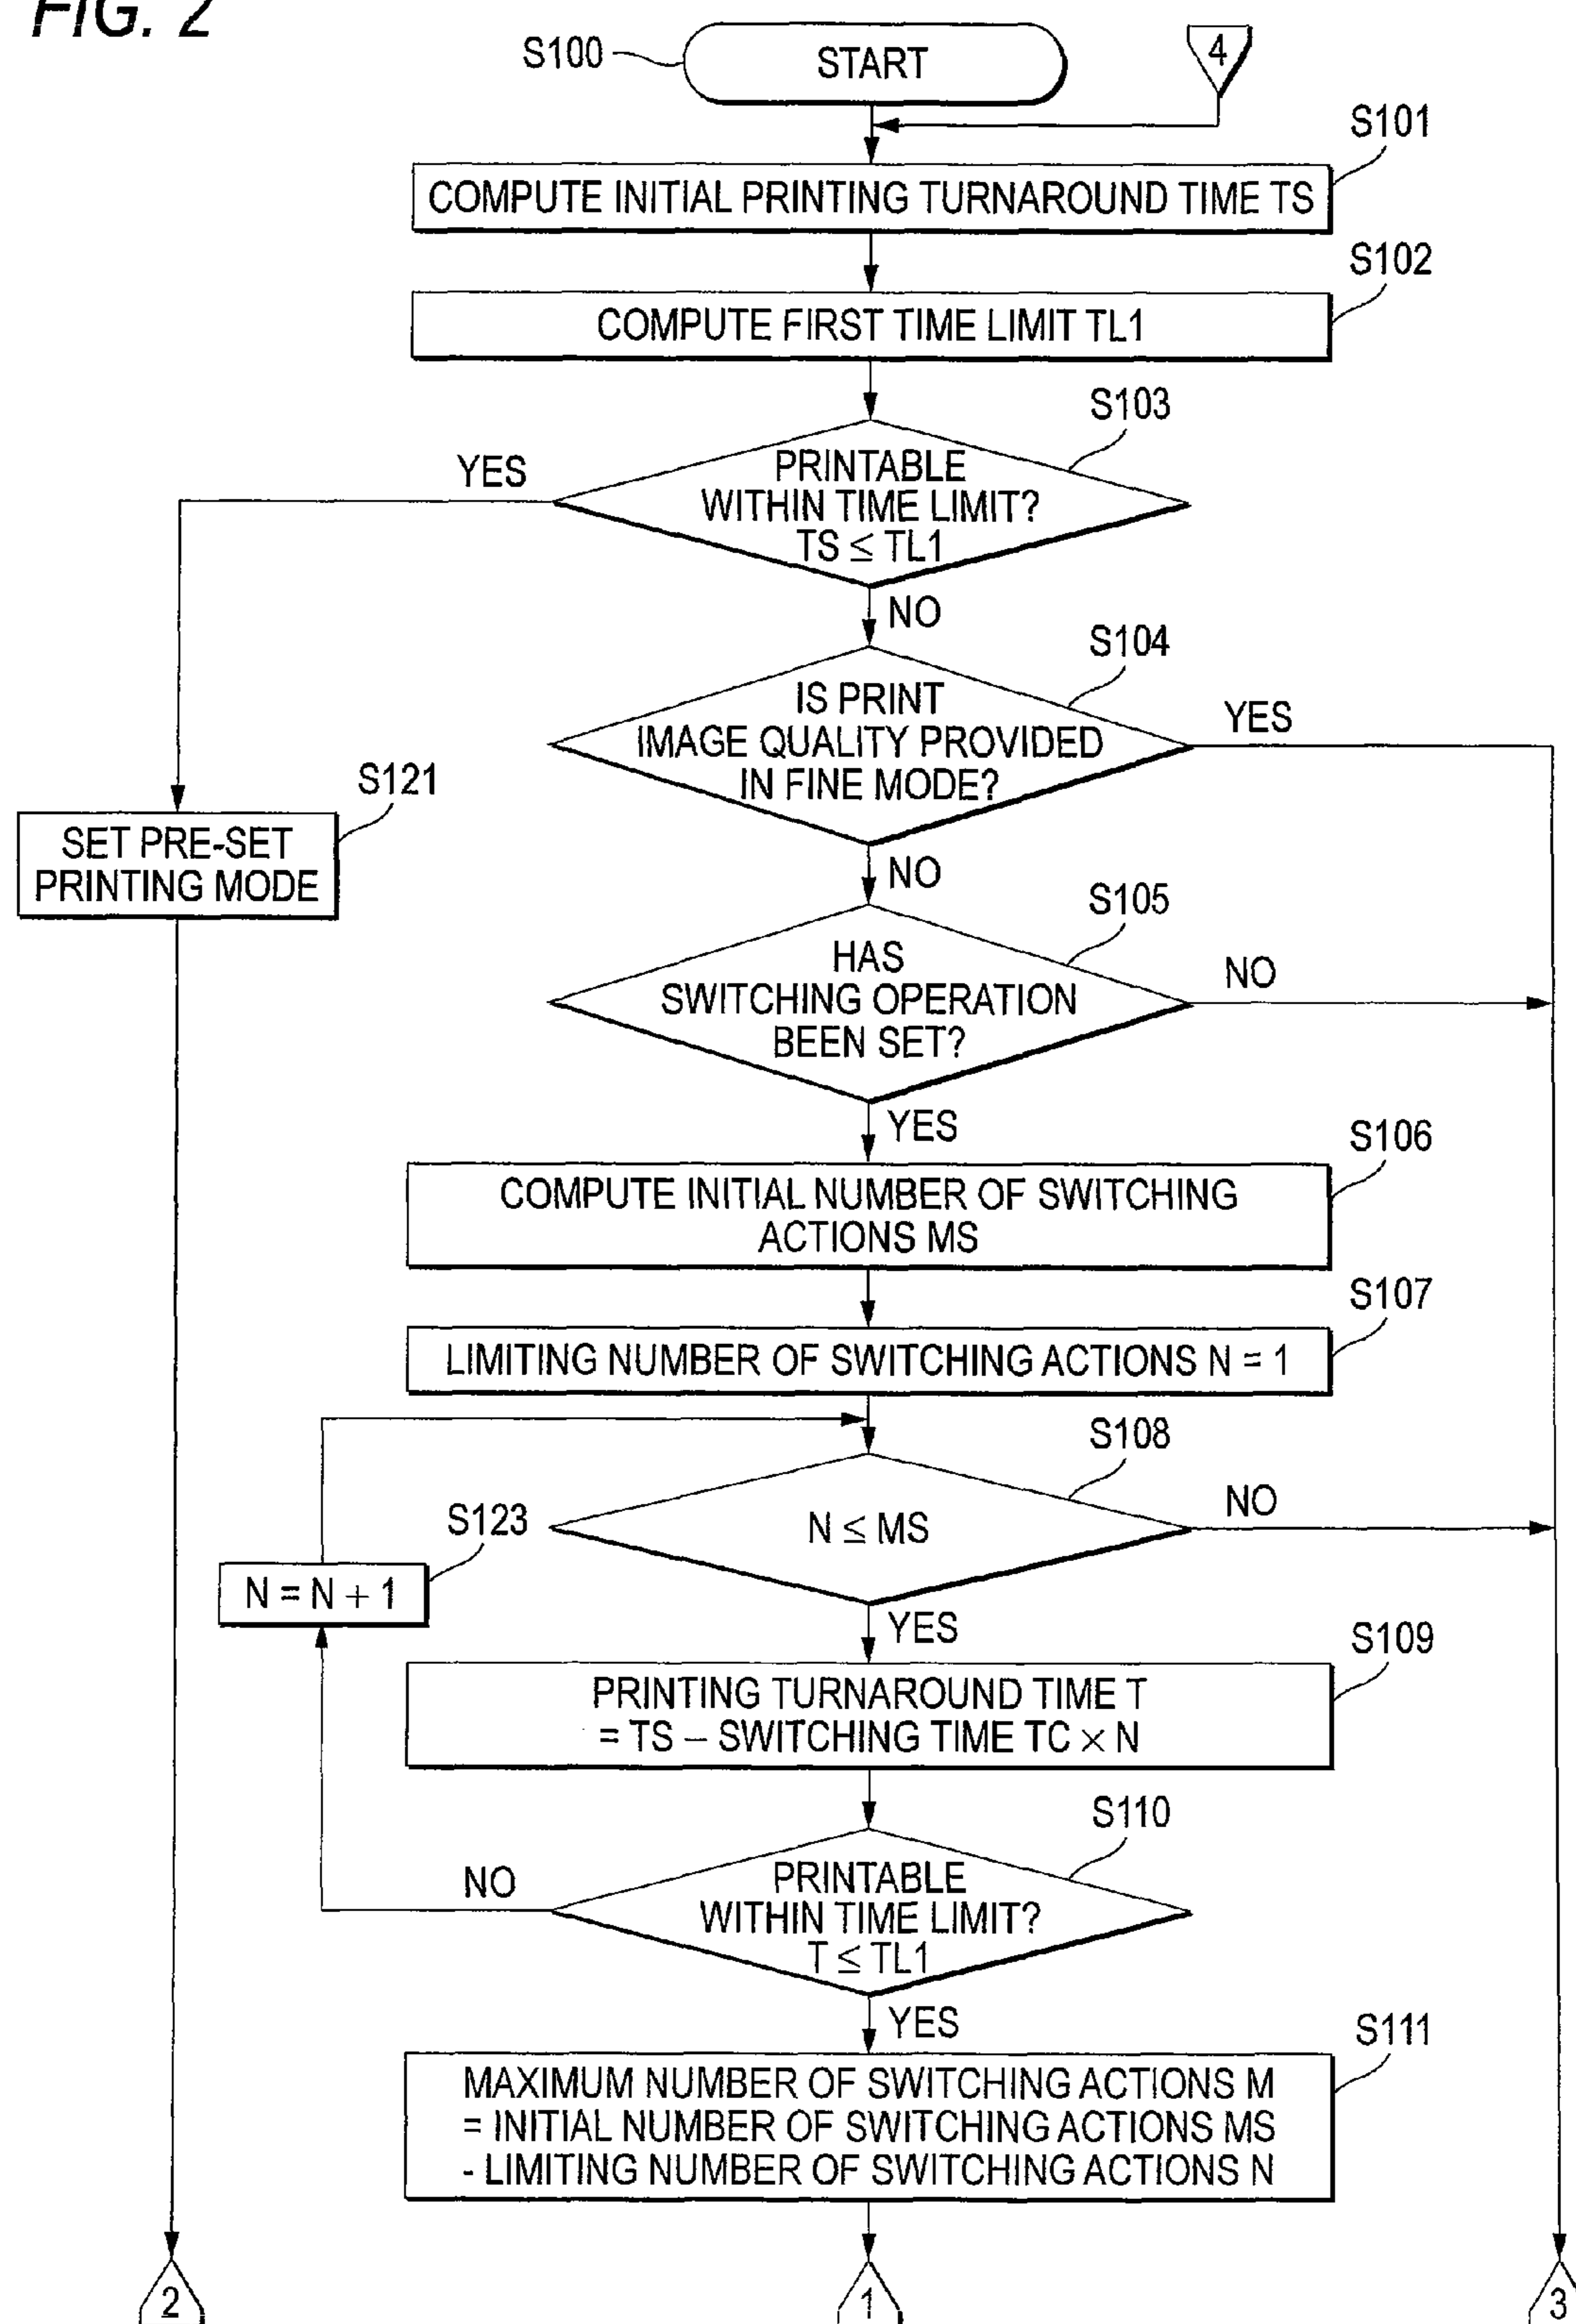 FIG. 2
S100
START
4
S101
COMPUTE INITIAL PRINTING TURNAROUND TIME TS
S102
COMPUTE FIRST TIME LIMIT TL1
S103
YES
PRINTABLE
WITHIN TIME LIMIT?
TS ≤ TL1
NO
S104
IS PRINT
IMAGE QUALITY PROVIDED
IN FINE MODE?
YES
S121
SET PRE-SET
PRINTING MODE
NO
S105
HAS
SWITCHING OPERATION
BEEN SET?
NO
YES
S106
COMPUTE INITIAL NUMBER OF SWITCHING
ACTIONS MS
S107
LIMITING NUMBER OF SWITCHING ACTIONS N = 1
S108
N ≤ MS
NO
S123
N = N + 1
YES
S109
PRINTING TURNAROUND TIME T
= TS – SWITCHING TIME TC × N
S110
NO
PRINTABLE
WITHIN TIME LIMIT?
T ≤ TL1
YES
S111
MAXIMUM NUMBER OF SWITCHING ACTIONS M
= INITIAL NUMBER OF SWITCHING ACTIONS MS
- LIMITING NUMBER OF SWITCHING ACTIONS N
2
1
3